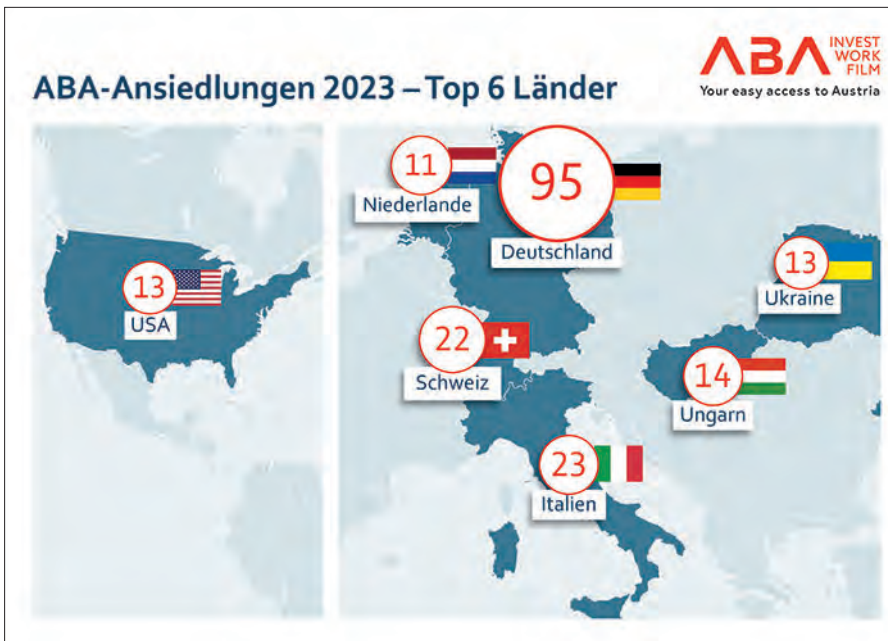 ABA-Ansiedlungen 2023 – Top 6 Länder
ABA INVEST
WORK
FILM
Your easy access to Austria
11
Niederlande
95
Deutschland
13
USA
13
Ukraine
22
Schweiz
14
Ungarn
23
Italien